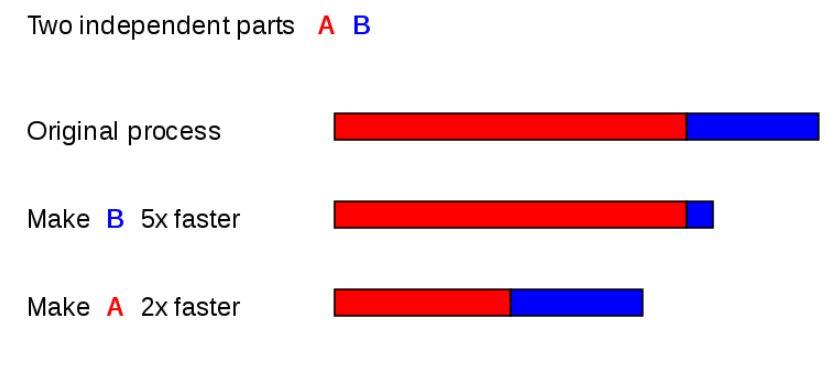 Two independent parts A B
Original process
Make B 5x faster
Make A 2x faster